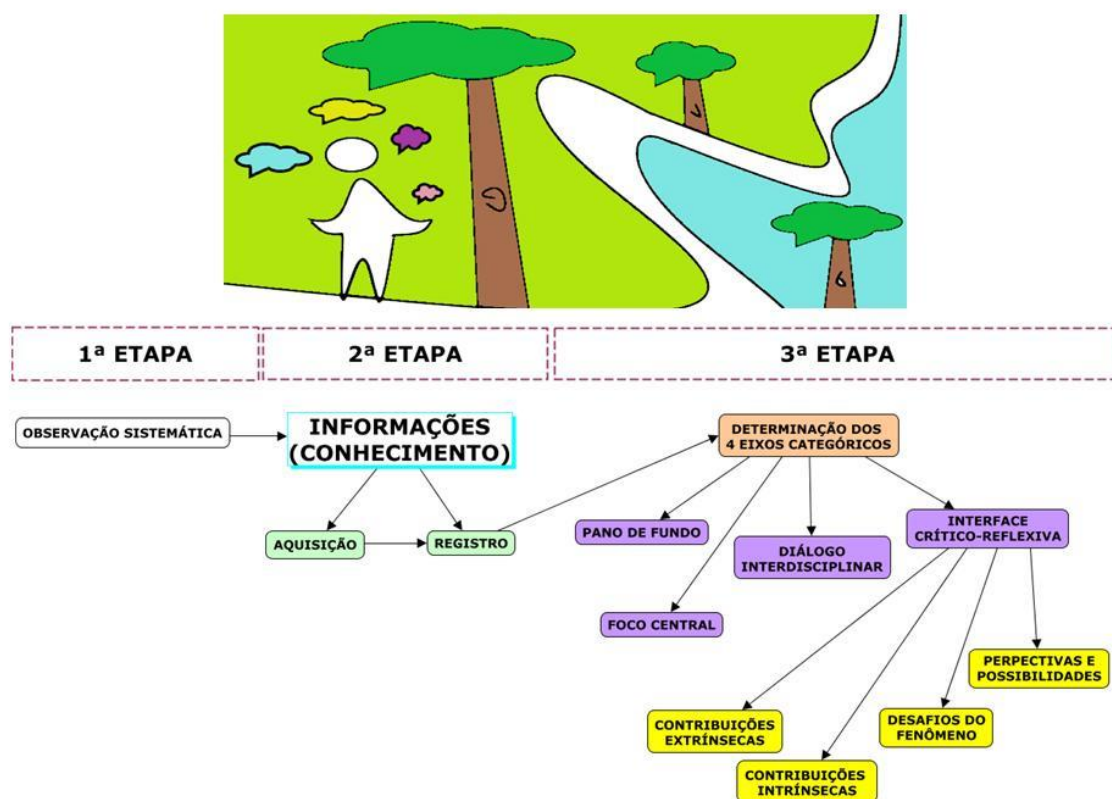 1ª ETAPA
2ª ETAPA
3ª ETAPA
OBSERVAÇÃO SISTEMÁTICA
INFORMAÇÕES
(CONHECIMENTO)
AQUISIÇÃO
REGISTRO
DETERMINAÇÃO DOS
4 EIXOS CATEGÓRICOS
PANO DE FUNDO
FOCO CENTRAL
DIÁLOGO
INTERDISCIPLINAR
INTERFACE
CRÍTICO-REFLEXIVA
CONTRIBUIÇÕES
EXTRÍNSECAS
CONTRIBUIÇÕES
INTRÍNSECAS
DESAFIOS DO
FENÔMENO
PERPECTIVAS E
POSSIBILIDADES